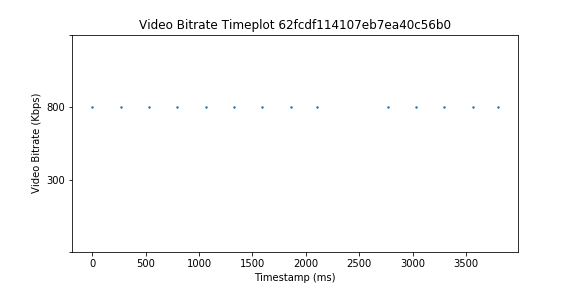 Video Bitrate Timeplot 62fcdf114107eb7ea40c56b0
800
300
Video Bitrate (Kbps)
0 500 1000 1500 2000 2500 3000 3500
Timestamp (ms)